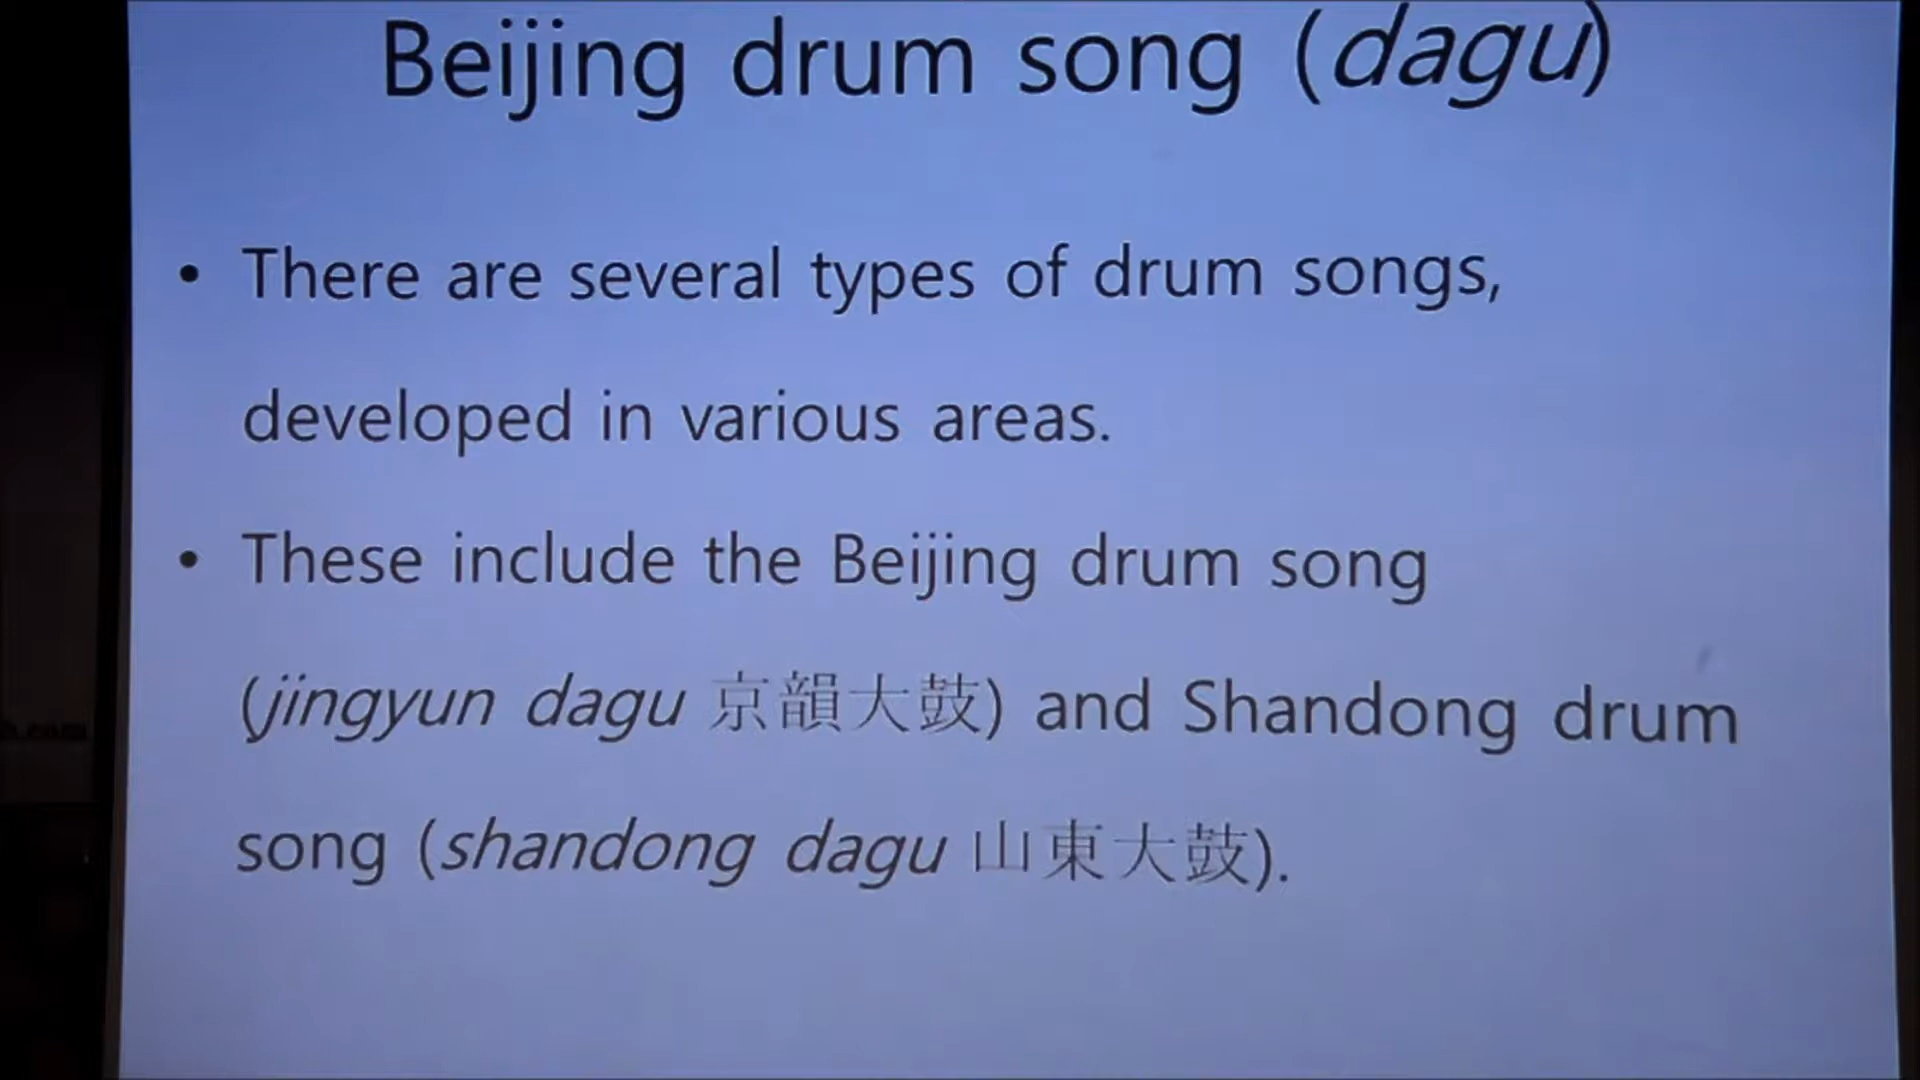 Beijing drum song (dagu)
• There are several types of drum songs,
developed in various areas.
• These include the Beijing drum song
(jingyun dagu 京韻大鼓) and Shandong drum
song (shandong dagu 山東大鼓).